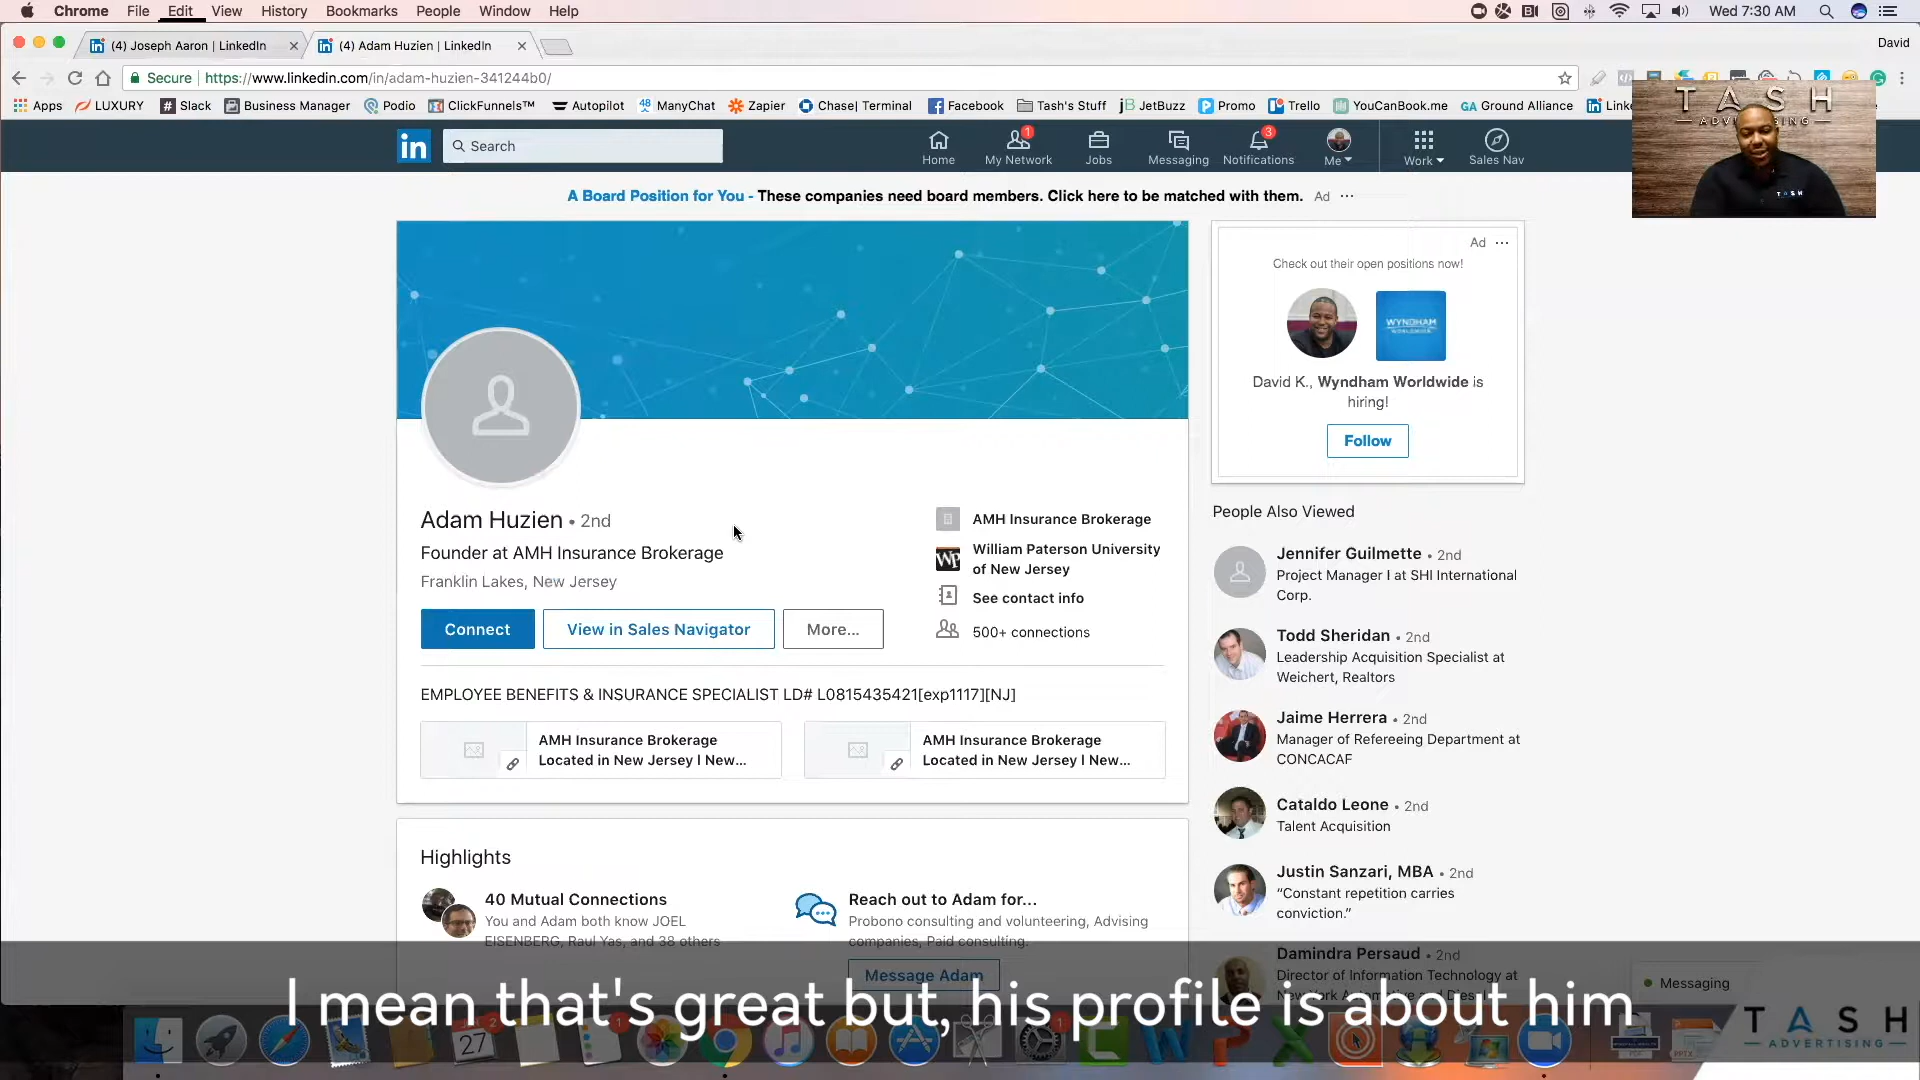 Chrome File Edit View History Bookmarks People Window Help
Wed 7:30 AM
(4) Joseph Aaron | LinkedIn
(4) Adam Huzien | LinkedIn
David
Secure https://www.linkedin.com/in/adam-huzien-341244b0/
Apps LUXURY Slack Business Manager Podio ClickFunnels™ Autopilot ManyChat Zapier Chase| Terminal Facebook Tash's Stuff JetBuzz Promo Trello YouCanBook.me Ground Alliance
TASH
ADVERTISING
in Search
Home
1
My Network
Jobs
Messaging
3
Notifications
Me
Work
Sales Nav
A Board Position for You - These companies need board members. Click here to be matched with them. Ad
Ad
Check out their open positions now!
WYNDHAM
WORLDWIDE
David K., Wyndham Worldwide is
hiring!
Follow
Adam Huzien • 2nd
Founder at AMH Insurance Brokerage
Franklin Lakes, New Jersey
Connect
View in Sales Navigator
More...
AMH Insurance Brokerage
William Paterson University
of New Jersey
See contact info
500+ connections
EMPLOYEE BENEFITS & INSURANCE SPECIALIST LD# L0815435421[exp1117][NJ]
AMH Insurance Brokerage
Located in New Jersey I New...
AMH Insurance Brokerage
Located in New Jersey I New...
People Also Viewed
Jennifer Guilmette • 2nd
Project Manager I at SHI International
Corp.
Todd Sheridan • 2nd
Leadership Acquisition Specialist at
Weichert, Realtors
Jaime Herrera • 2nd
Manager of Refereeing Department at
CONCACAF
Cataldo Leone • 2nd
Talent Acquisition
Justin Sanzari, MBA • 2nd
“Constant repetition carries
conviction.”
Damindra Persaud • 2nd
Director of Information Technology at
Highlights
40 Mutual Connections
You and Adam both know JOEL
EISENBERG, Raul Yas, and 38 others
Reach out to Adam for...
Probono consulting and volunteering, Advising
companies, Paid consulting.
Message Adam
Messaging
I mean that's great but, his profile is about him
27
TASH
ADVERTISING